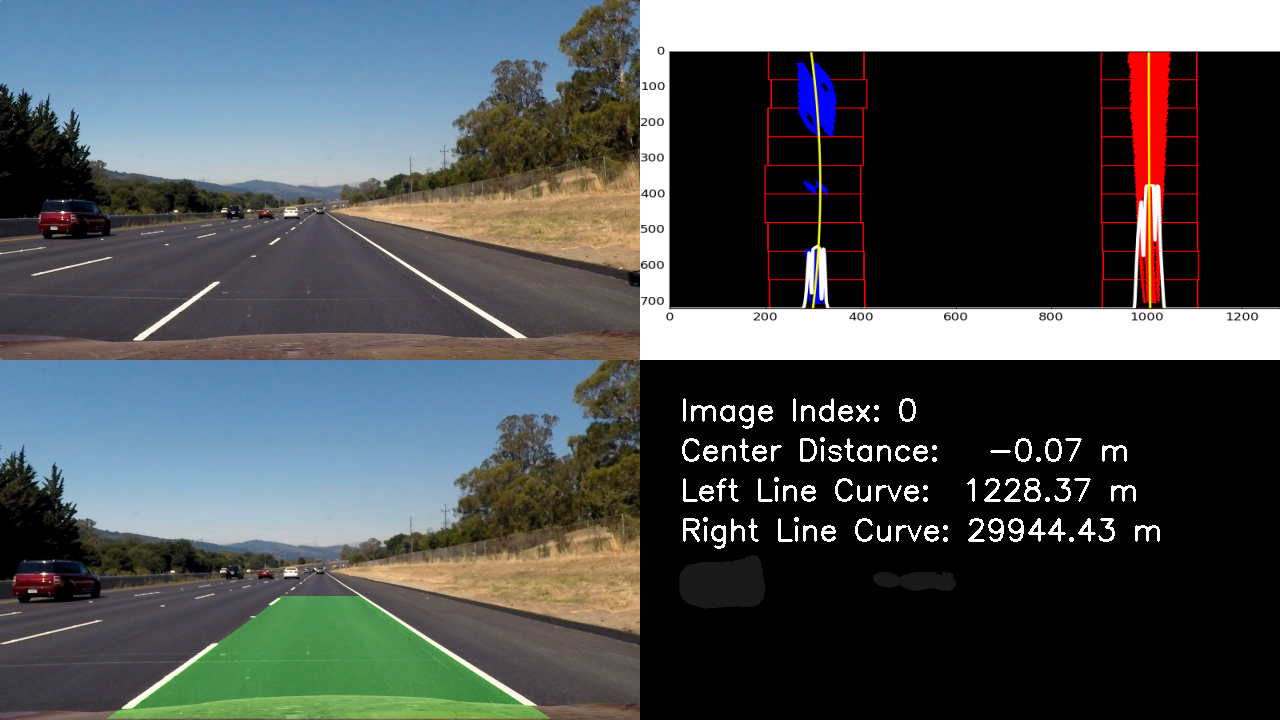 0
100
200
300
400
500
600
700
0 200 400 600 800 1000 1200
Image Index: 0
Center Distance: -0.07 m
Left Line Curve: 1228.37 m
Right Line Curve: 29944.43 m